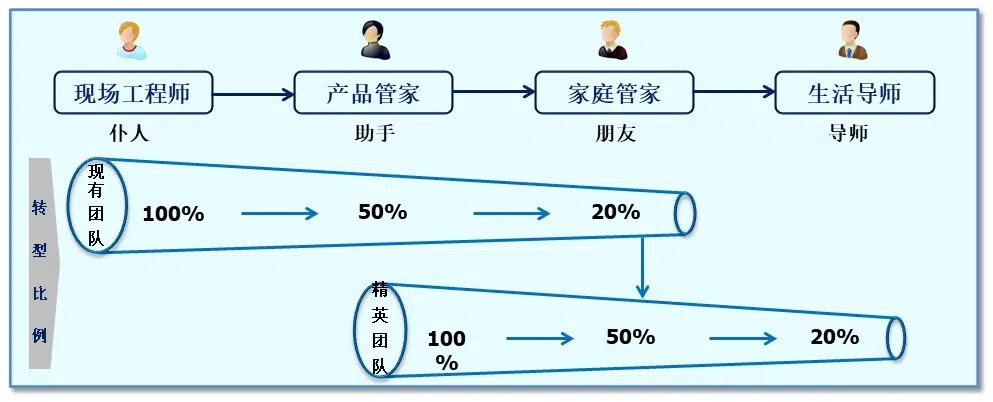 现场工程师
产品管家
家庭管家
生活导师
仆人
助手
朋友
导师
转型比例
现有团队
100%
50%
20%
精英团队
100
%
50%
20%